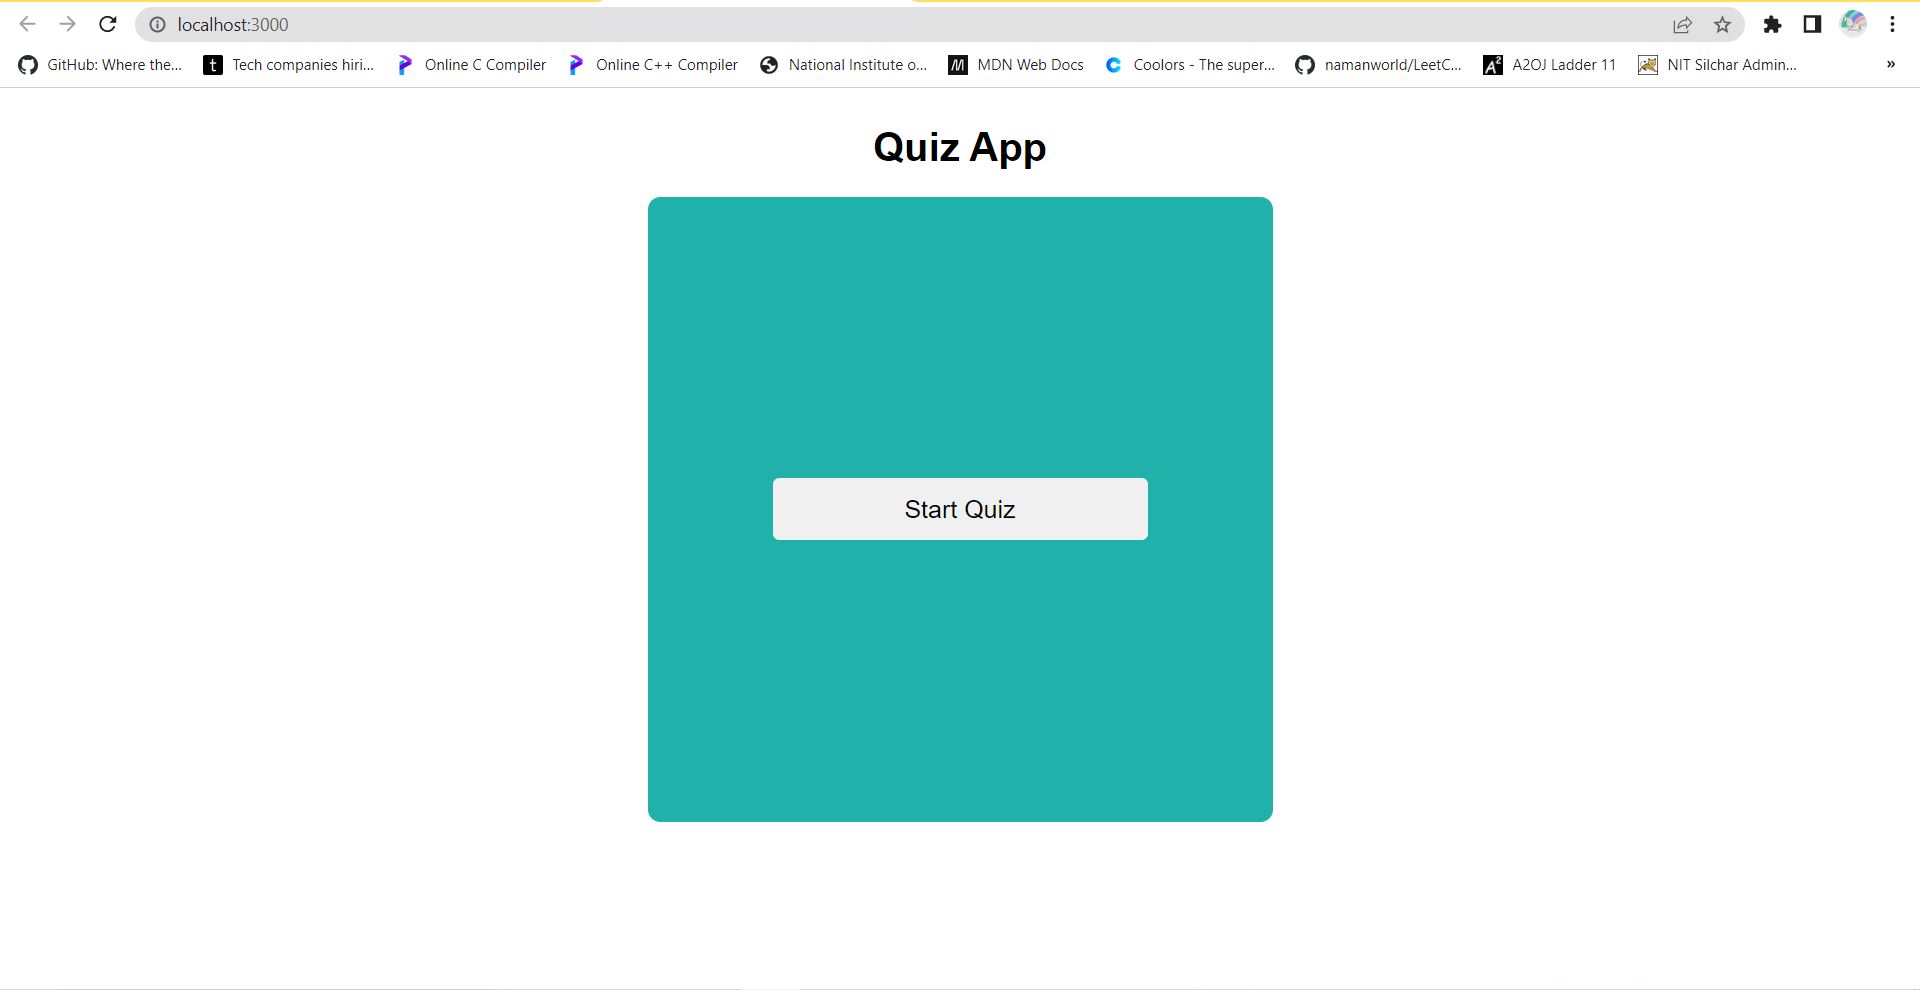 localhost:3000
GitHub: Where the... Tech companies hiri... Online C Compiler Online C++ Compiler National Institute o... MDN Web Docs Coolors - The super... namanworld/LeetC... A2OJ Ladder 11 NIT Silchar Admin... »
Quiz App
Start Quiz